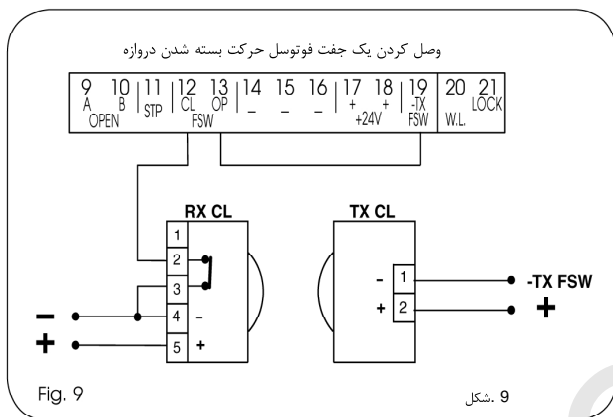 وصل کردن یک جفت فوتوسل حرکت بسته شدن دروازه
9 10 11 12 13 14 15 16 17 18 19 20 21
A B STP CL OP _ _ _ + + -TX W.L. LOCK
OPEN FSW +24V FSW
RX CL TX CL
1
2
3
4 –
5 +
- 1 -TX FSW
+ 2 +
–
+
Fig. 9
شکل. 9